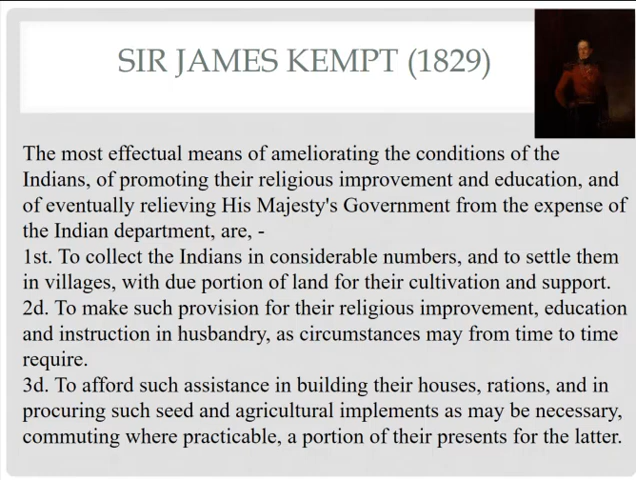 SIR JAMES KEMPT (1829)
The most effectual means of ameliorating the conditions of the
Indians, of promoting their religious improvement and education, and
of eventually relieving His Majesty's Government from the expense of
the Indian department, are, -
1st. To collect the Indians in considerable numbers, and to settle them
in villages, with due portion of land for their cultivation and support.
2d. To make such provision for their religious improvement, education
and instruction in husbandry, as circumstances may from time to time
require.
3d. To afford such assistance in building their houses, rations, and in
procuring such seed and agricultural implements as may be necessary,
commuting where practicable, a portion of their presents for the latter.